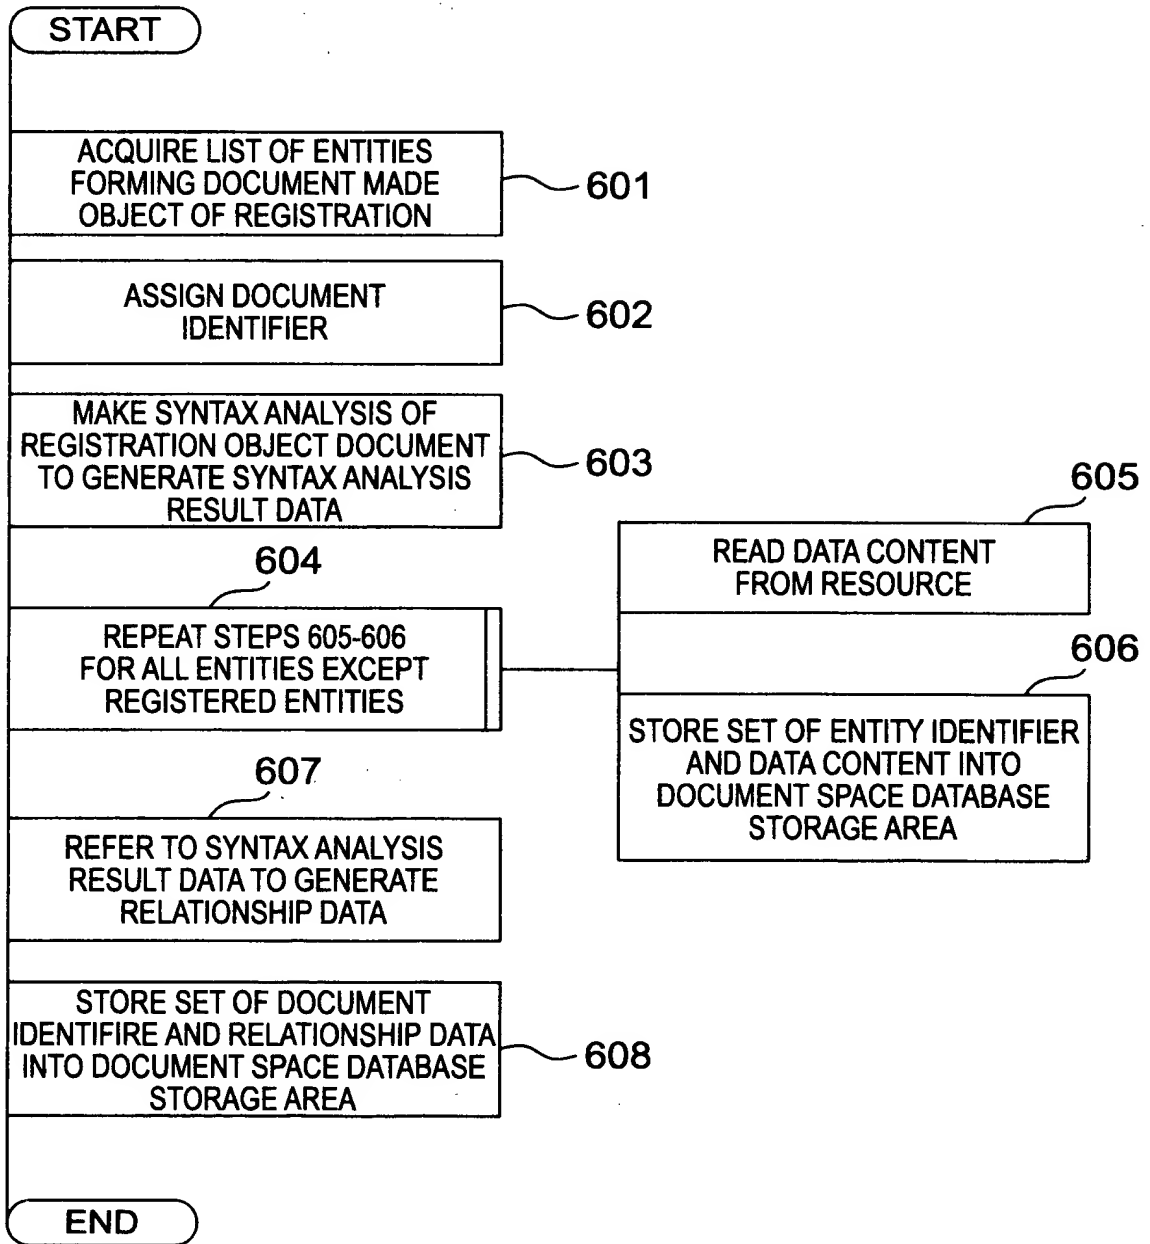 START
ACQUIRE LIST OF ENTITIES
FORMING DOCUMENT MADE
OBJECT OF REGISTRATION
601
ASSIGN DOCUMENT
IDENTIFIER
602
MAKE SYNTAX ANALYSIS OF
REGISTRATION OBJECT DOCUMENT
TO GENERATE SYNTAX ANALYSIS
RESULT DATA
603
604
REPEAT STEPS 605-606
FOR ALL ENTITIES EXCEPT
REGISTERED ENTITIES
605
READ DATA CONTENT
FROM RESOURCE
606
STORE SET OF ENTITY IDENTIFIER
AND DATA CONTENT INTO
DOCUMENT SPACE DATABASE
STORAGE AREA
607
REFER TO SYNTAX ANALYSIS
RESULT DATA TO GENERATE
RELATIONSHIP DATA
STORE SET OF DOCUMENT
IDENTIFIRE AND RELATIONSHIP DATA
INTO DOCUMENT SPACE DATABASE
STORAGE AREA
608
END